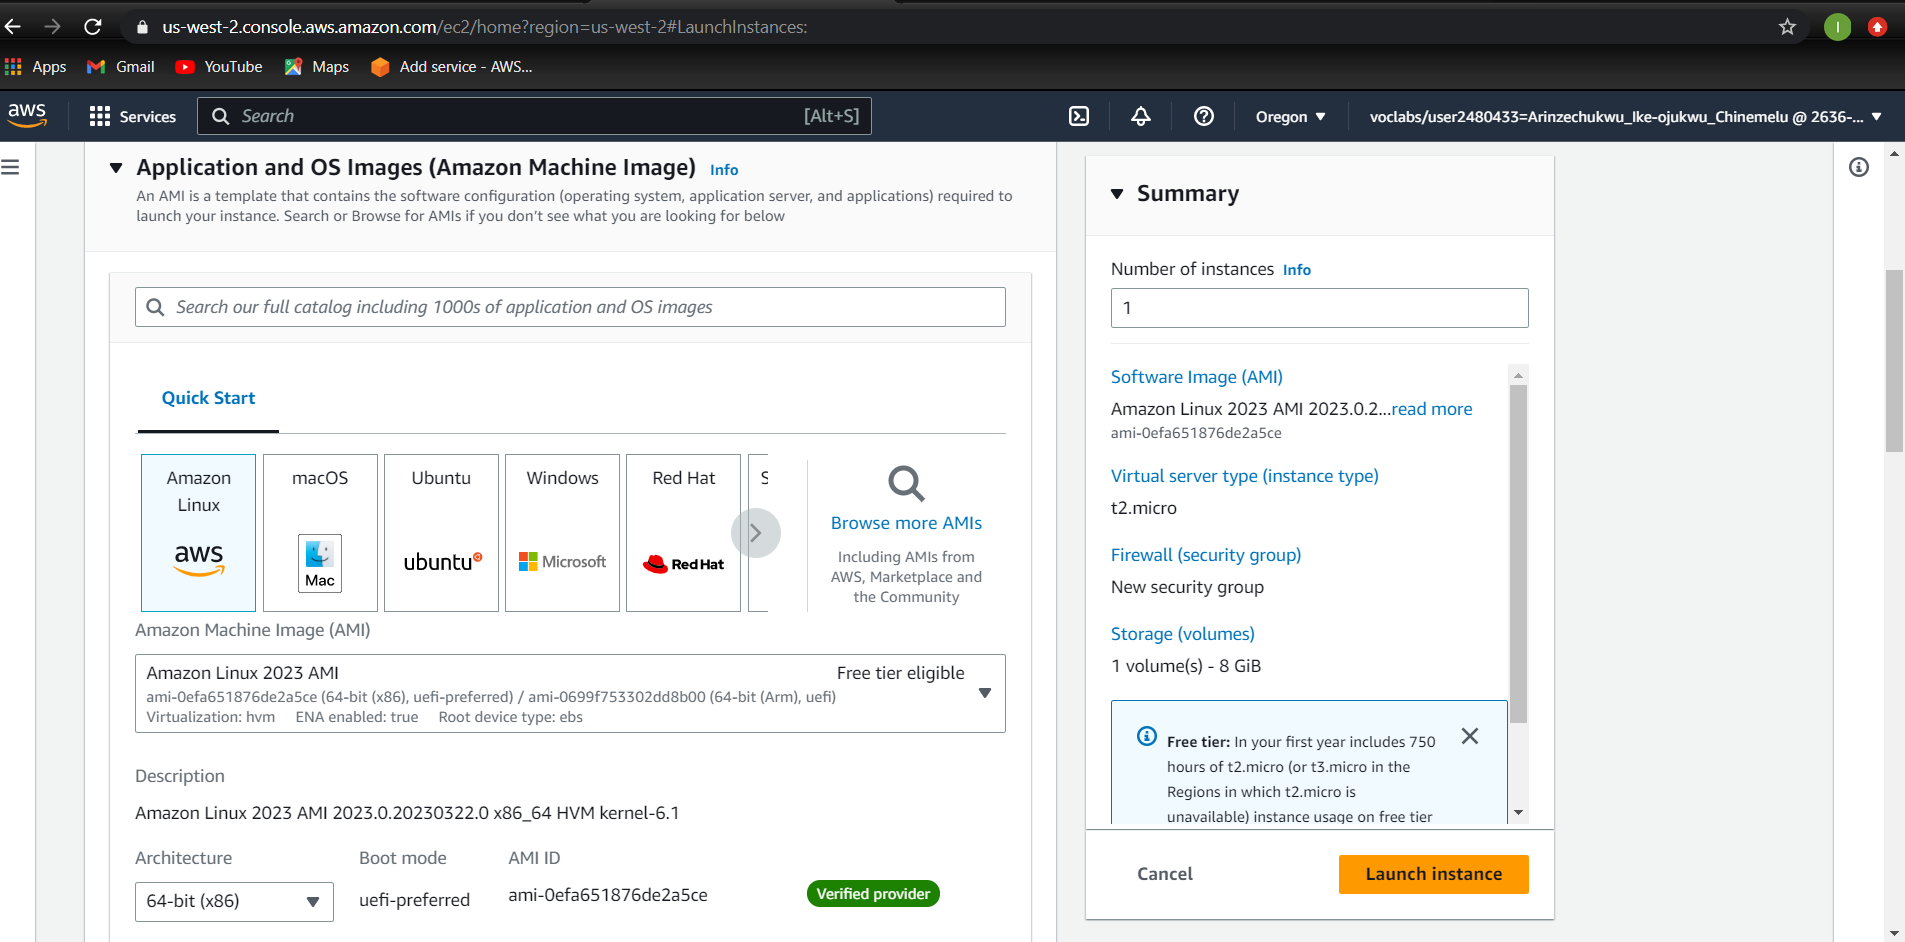 us-west-2.console.aws.amazon.com/ec2/home?region=us-west-2#LaunchInstances:
I
Apps
Gmail
YouTube
Maps
Add service - AWS...
aws
Services
Search
[Alt+S]
Oregon
voclabs/user2480433=Arinzechukwu_Ike-ojukwu_Chinemelu @ 2636-...
Application and OS Images (Amazon Machine Image) Info
An AMI is a template that contains the software configuration (operating system, application server, and applications) required to
launch your instance. Search or Browse for AMIs if you don't see what you are looking for below
Search our full catalog including 1000s of application and OS images
Quick Start
Amazon
Linux
aws
macOS
Mac
Ubuntu
ubuntu
Windows
Microsoft
Red Hat
Red Hat
S
Browse more AMIs
Including AMIs from
AWS, Marketplace and
the Community
Amazon Machine Image (AMI)
Amazon Linux 2023 AMI
Free tier eligible
ami-0efa651876de2a5ce (64-bit (x86), uefi-preferred) / ami-0699f753302dd8b00 (64-bit (Arm), uefi)
Virtualization: hvm ENA enabled: true Root device type: ebs
Description
Amazon Linux 2023 AMI 2023.0.20230322.0 x86_64 HVM kernel-6.1
Architecture
Boot mode
AMI ID
64-bit (x86)
uefi-preferred
ami-0efa651876de2a5ce
Verified provider
Summary
Number of instances Info
1
Software Image (AMI)
Amazon Linux 2023 AMI 2023.0.2...read more
ami-0efa651876de2a5ce
Virtual server type (instance type)
t2.micro
Firewall (security group)
New security group
Storage (volumes)
1 volume(s) - 8 GiB
Free tier: In your first year includes 750
hours of t2.micro (or t3.micro in the
Regions in which t2.micro is
unavailable) instance usage on free tier
Cancel
Launch instance